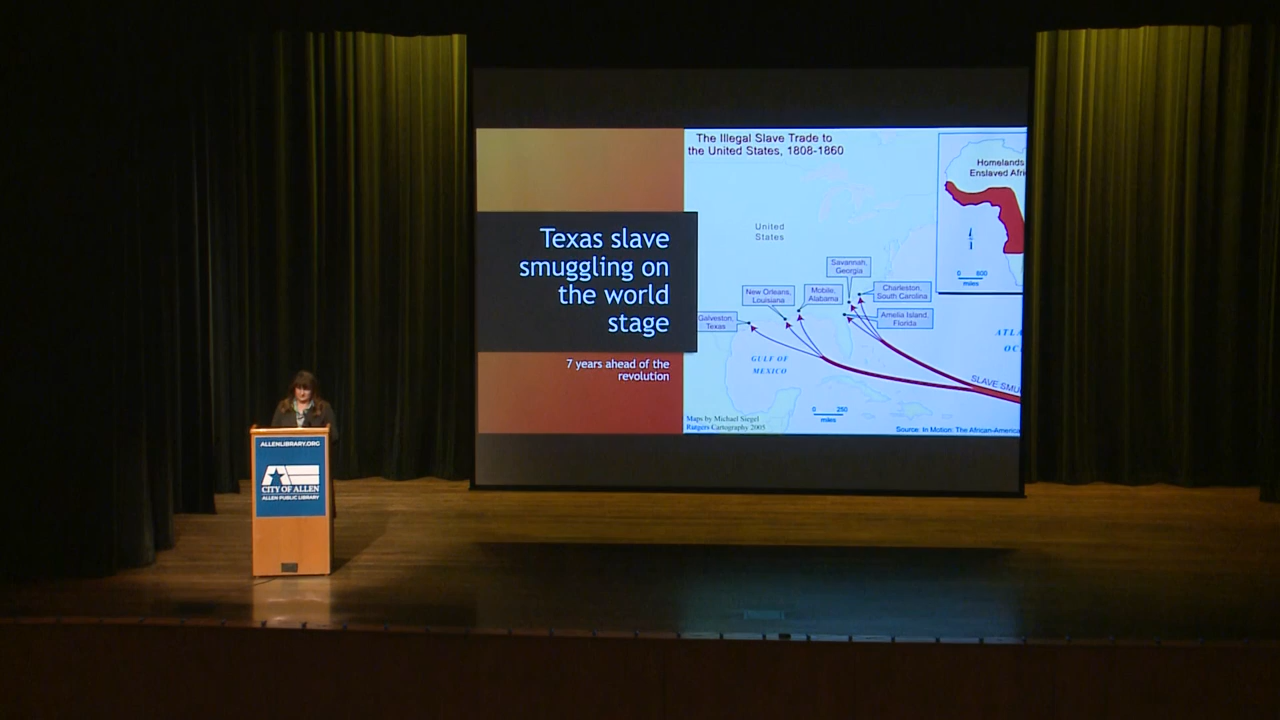 Texas slave
smuggling on
the world
stage
7 years ahead of the
revolution
The Illegal Slave Trade to
the United States, 1808-1860
Homelands
Enslaved Afri
0 600
miles
United
States
Savannah,
Georgia
New Orleans,
Louisiana
Mobile,
Alabama
Charleston,
South Carolina
Galveston,
Texas
Amelia Island,
Florida
ATLA
OC
GULF OF
MEXICO
SLAVE SMU
0 250
miles
Maps by Michael Siegel
Rutgers Cartography 2005
Source: In Motion: The African-America
ALLENLIBRARY.ORG
CITY OF ALLEN
ALLEN PUBLIC LIBRARY